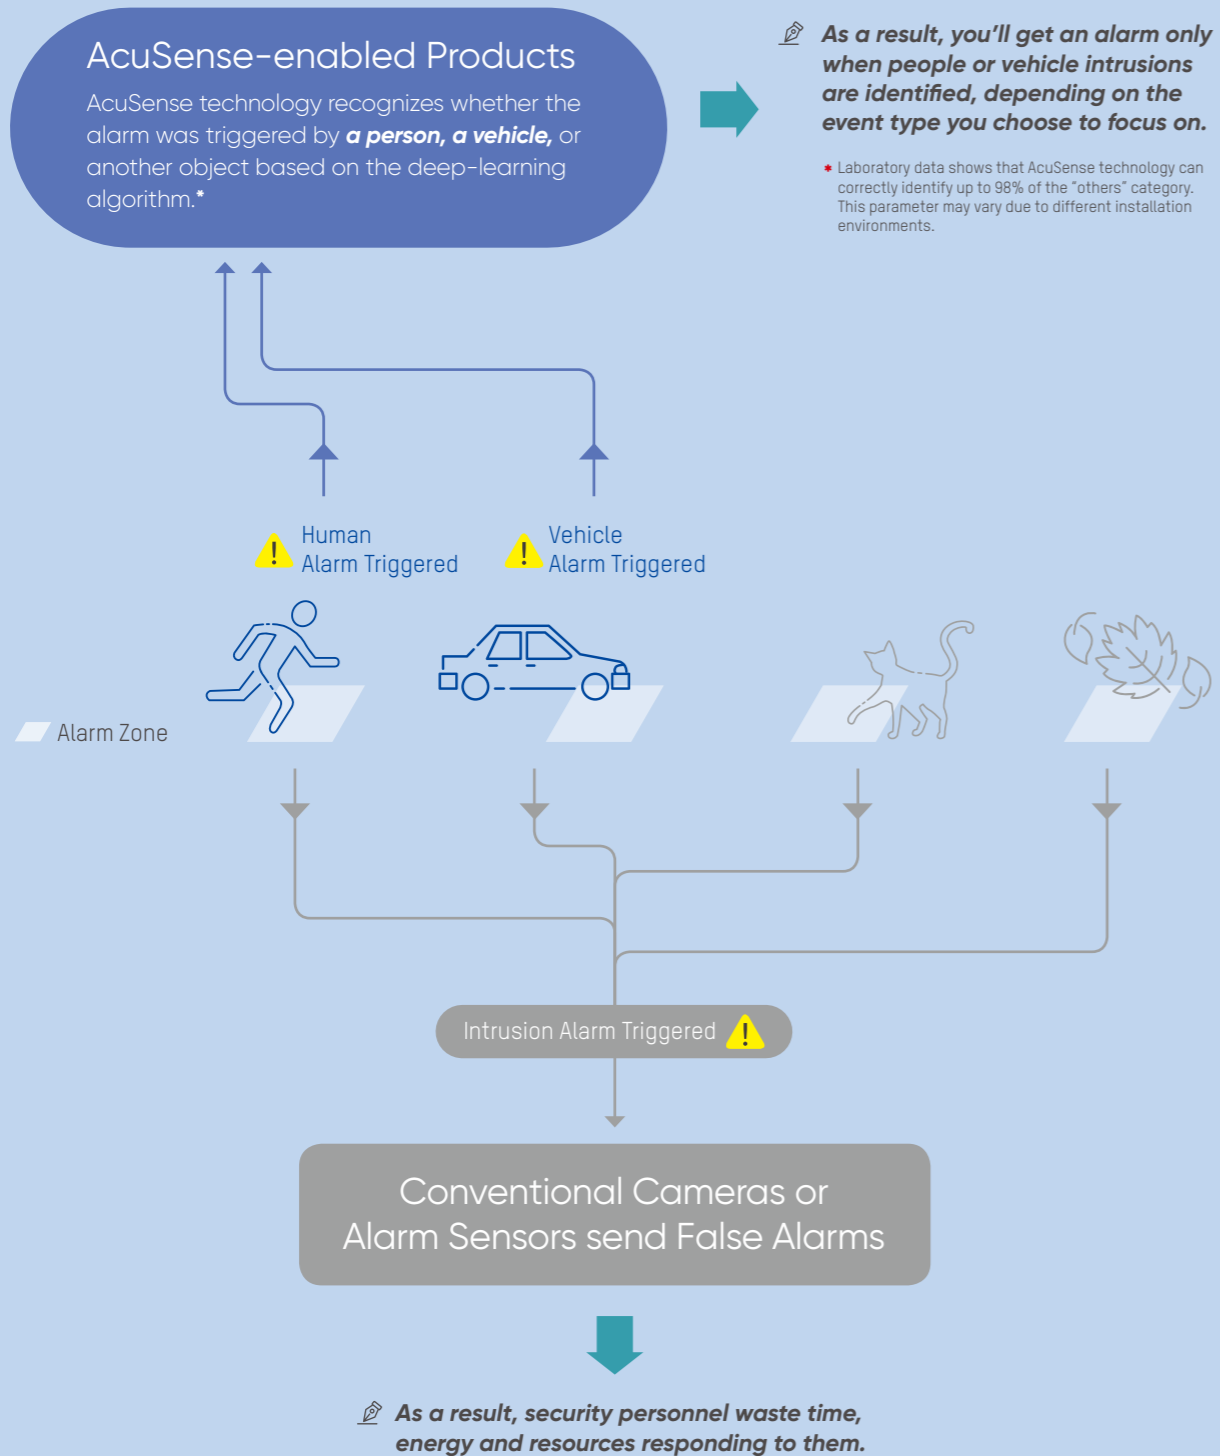 AcuSense-enabled Products
AcuSense technology recognizes whether the
alarm was triggered by a person, a vehicle, or
another object based on the deep-learning
algorithm.*
As a result, you'll get an alarm only
when people or vehicle intrusions
are identified, depending on the
event type you choose to focus on.
* Laboratory data shows that AcuSense technology can
correctly identify up to 98% of the "others" category.
This parameter may vary due to different installation
environments.
Human
Alarm Triggered
Vehicle
Alarm Triggered
Alarm Zone
Intrusion Alarm Triggered
Conventional Cameras or
Alarm Sensors send False Alarms
As a result, security personnel waste time,
energy and resources responding to them.